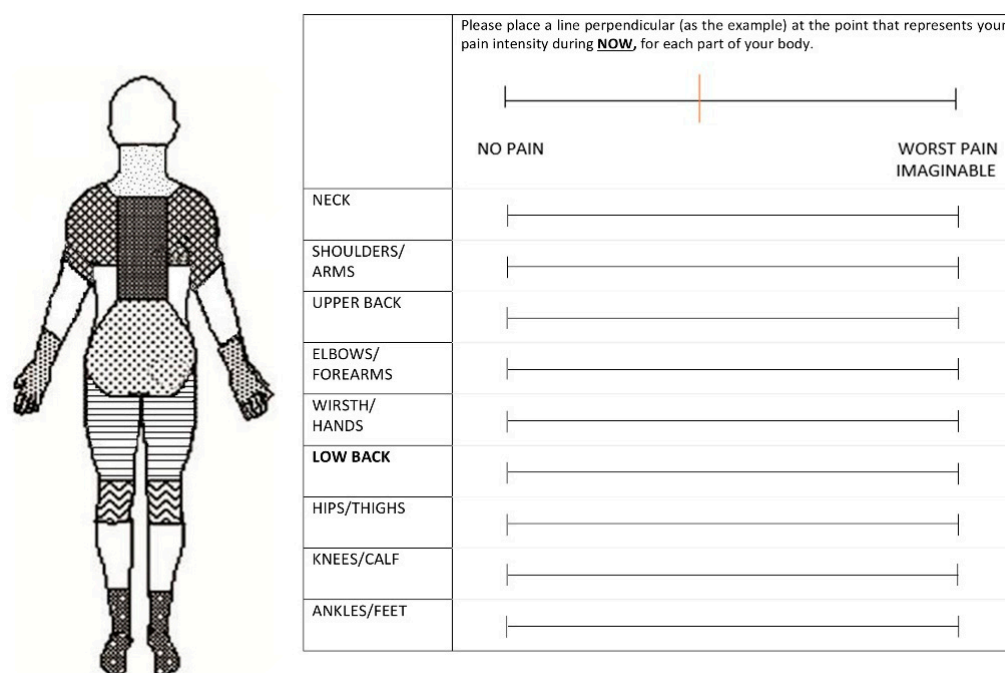 Please place a line perpendicular (as the example) at the point that represents your
pain intensity during NOW, for each part of your body.
NO PAIN
WORST PAIN
IMAGINABLE
NECK
SHOULDERS/
ARMS
UPPER BACK
ELBOWS/
FOREARMS
WIRSTH/
HANDS
LOW BACK
HIPS/THIGHS
KNEES/CALF
ANKLES/FEET